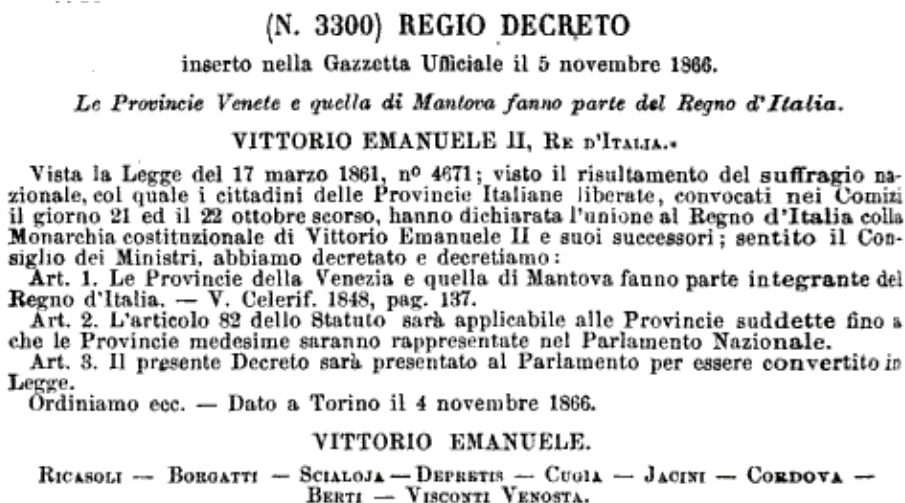 (N. 3300) REGIO DECRETO
inserto nella Gazzetta Ufficiale il 5 novembre 1866.
Le Provincie Venete e quella di Mantova fanno parte del Regno d'Italia.
VITTORIO EMANUELE II, RE D'ITALIA.
Vista la Legge del 17 marzo 1861, nº 4671; visto il risultamento del suffragio na-
zionale, col quale i cittadini delle Provincie Italiane liberate, convocati nei Comizi
il giorno 21 ed il 22 ottobre scorso, hanno dichiarata l'unione al Regno d'Italia colla
Monarchia costituzionale di Vittorio Emanuele II e suoi successori; sentito il Con-
siglio dei Ministri, abbiamo decretato e decretiamo:
Art. 1. Le Provincie della Venezia e quella di Mantova fanno parte integrante del
Regno d'Italia. — V. Celerif. 1848, pag. 137.
Art. 2. L'articolo 82 dello Statuto sarà applicabile alle Provincie suddette fino a
che le Provincie medesime saranno rappresentate nel Parlamento Nazionale.
Art. 3. Il presente Decreto sarà presentato al Parlamento per essere convertito in
Legge.
Ordiniamo ecc. — Dato a Torino il 4 novembre 1866.
VITTORIO EMANUELE.
RICASOLI — BORGATTI — SCIALOJA — DEPRETIS — CUGIA — JACINI — CORDOVA —
BERTI — VISCONTI VENOSTA.